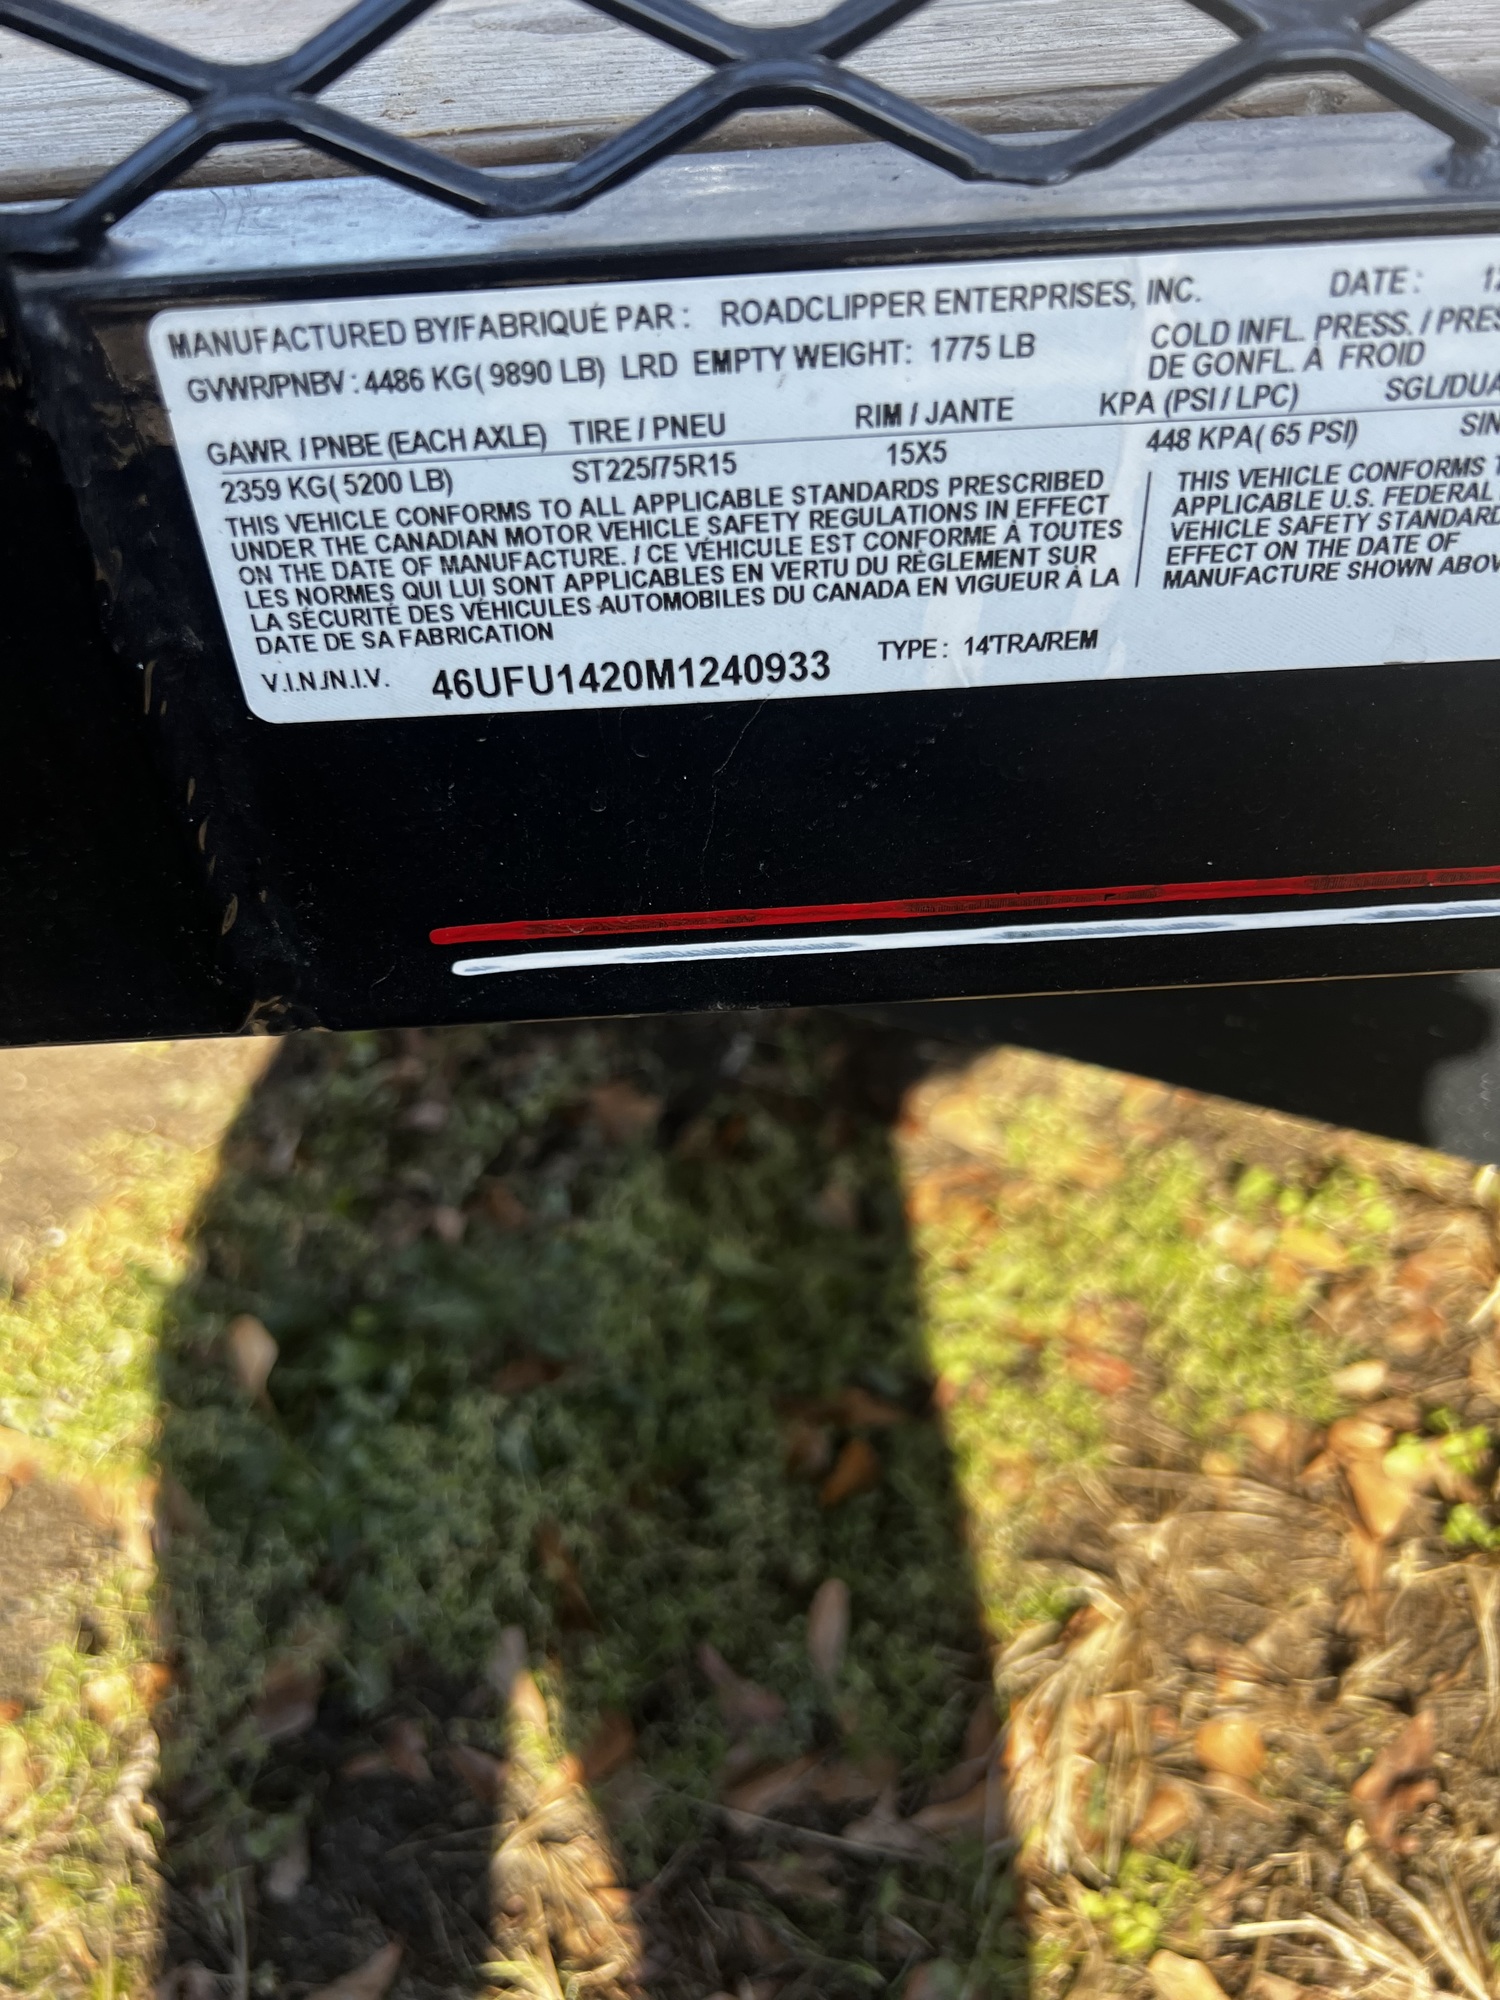 MANUFACTURED BY/FABRIQUÉ PAR : ROADCLIPPER ENTERPRISES, INC. DATE :
GVWR/PNBV : 4486 KG( 9890 LB) LRD EMPTY WEIGHT: 1775 LB
COLD INFL. PRESS. /
DE GONFL. À FROID
GAWR / PNBE (EACH AXLE) TIRE / PNEU RIM / JANTE KPA (PSI / LPC)
2359 KG( 5200 LB) ST225/75R15 15X5 448 KPA( 65 PSI)
THIS VEHICLE CONFORMS TO ALL APPLICABLE STANDARDS PRESCRIBED
UNDER THE CANADIAN MOTOR VEHICLE SAFETY REGULATIONS IN EFFECT
ON THE DATE OF MANUFACTURE. / CE VÉHICULE EST CONFORME À TOUTES
LES NORMES QUI LUI SONT APPLICABLES EN VERTU DU RÈGLEMENT SUR
LA SÉCURITÉ DES VÉHICULES AUTOMOBILES DU CANADA EN VIGUEUR À LA
DATE DE SA FABRICATION
THIS VEHICLE CONFORMS
APPLICABLE U.S. FEDERAL
VEHICLE SAFETY
EFFECT ON THE DATE OF
MANUFACTURE SHOWN
V.I.N./N.I.V. 46UFU1420M1240933 TYPE : 14'TRA/REM